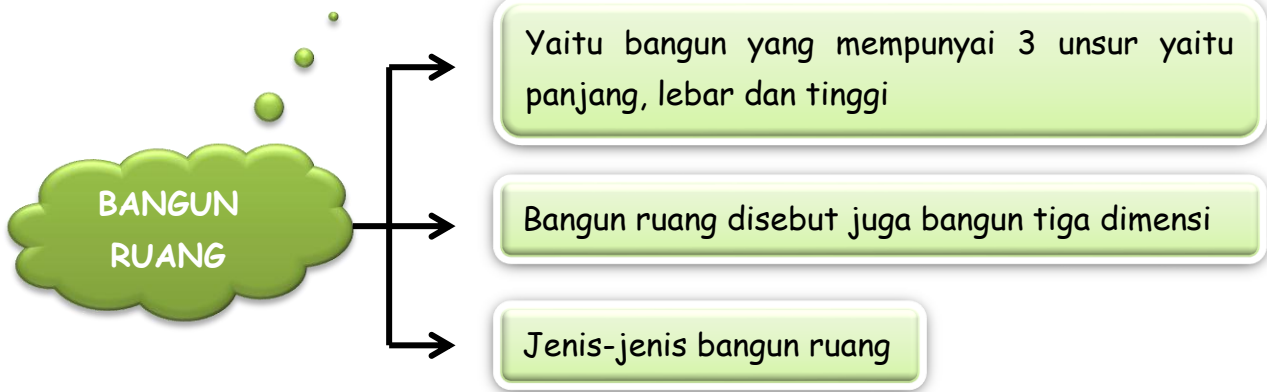 BANGUN
RUANG
Yaitu bangun yang mempunyai 3 unsur yaitu
panjang, lebar dan tinggi
Bangun ruang disebut juga bangun tiga dimensi
Jenis-jenis bangun ruang